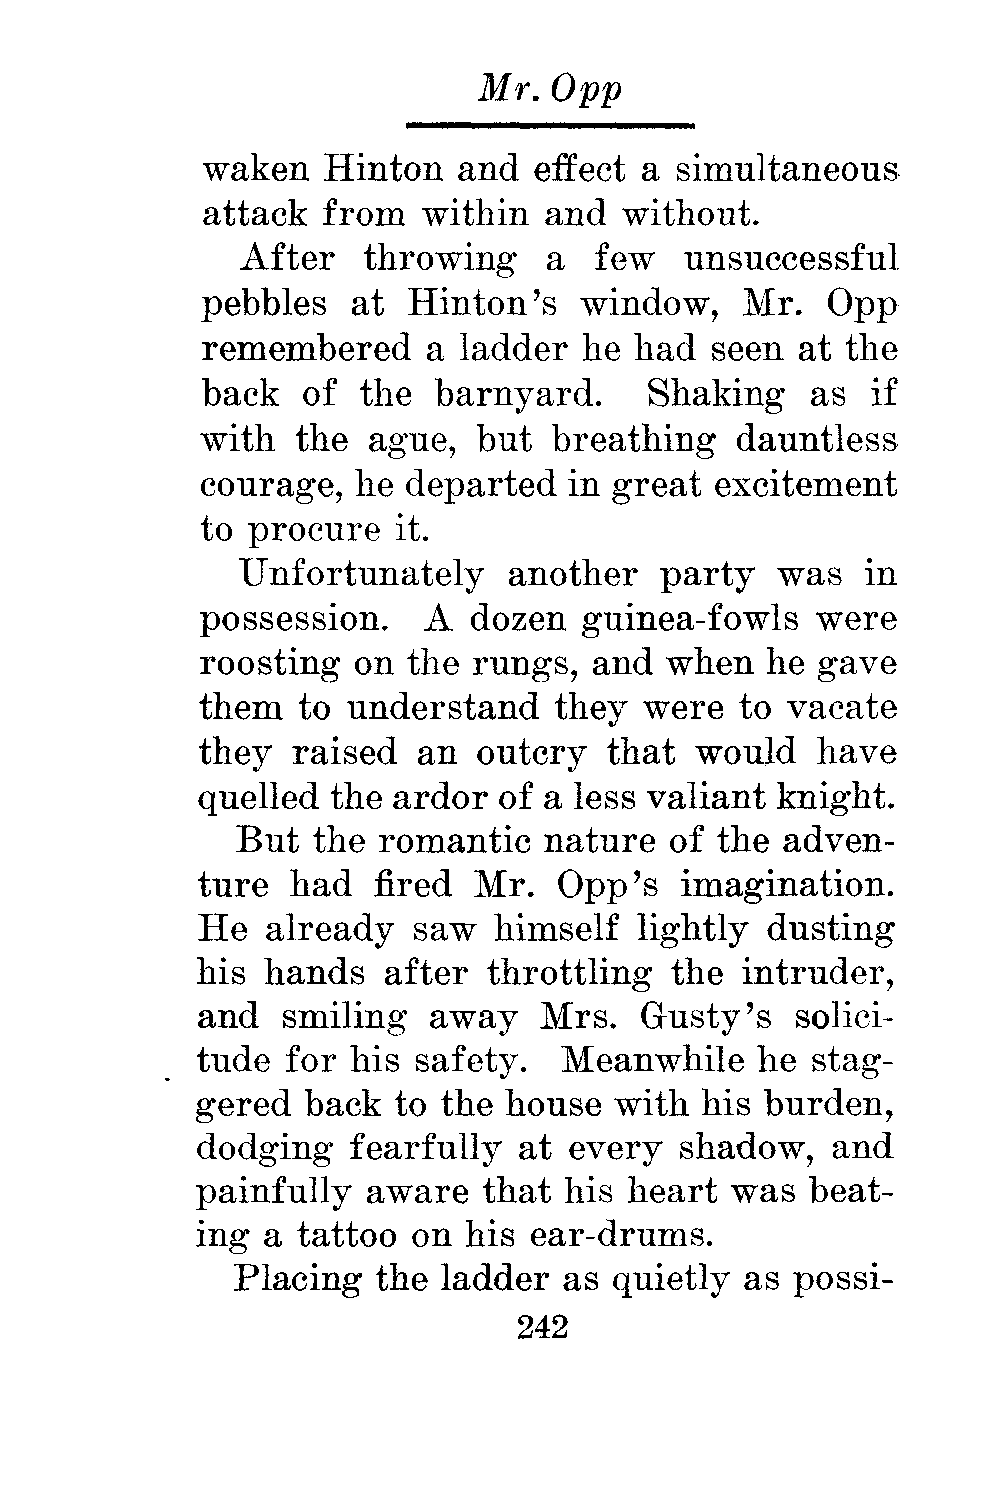 Mr. Opp
waken Hinton and effect a simultaneous
attack from within and without.
After throwing a few unsuccessful
pebbles at Hinton's window, Mr. Opp
remembered a ladder he had seen at the
back of the barnyard. Shaking as if
with the ague, but breathing dauntless
courage, he departed in great excitement
to procure it.
Unfortunately another party was in
possession. A dozen guinea-fowls were
roosting on the rungs, and when he gave
them to understand they were to vacate
they raised an outcry that would have
quelled the ardor of a less valiant knight.
But the romantic nature of the adven-
ture had fired Mr. Opp's imagination.
He already saw himself lightly dusting
his hands after throttling the intruder,
and smiling away Mrs. Gusty's solici-
tude for his safety. Meanwhile he stag-
gered back to the house with his burden,
dodging fearfully at every shadow, and
painfully aware that his heart was beat-
ing a tattoo on his ear-drums.
Placing the ladder as quietly as possi-
242